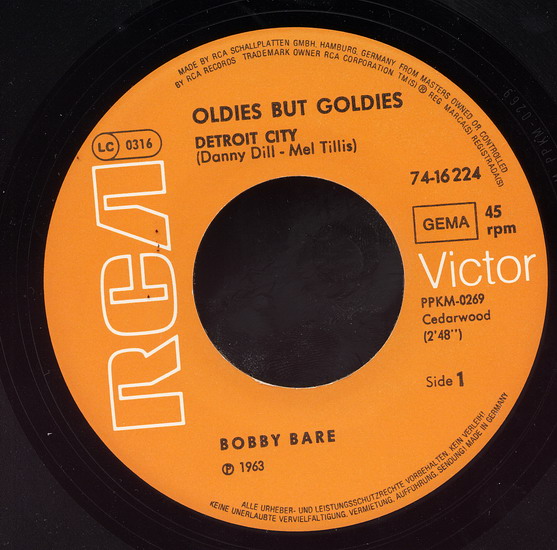 MADE BY RCA SCHALLPLATTEN GMBH, HAMBURG, GERMANY FROM MASTERS OWNED OR CONTROLLED
BY RCA RECORDS TRADEMARK OWNER RCA CORPORATION TM(S) ® REG. MARCA(S) REGISTRADA(S)
OLDIES BUT GOLDIES
DETROIT CITY
(Danny Dill - Mel Tillis)
LC 0316
74-16 224
GEMA
45
rpm
RCA
Victor
PPKM-0269
Cedarwood
(2'48")
Side 1
BOBBY BARE
℗ 1963
ALLE URHEBER- UND LEISTUNGSSCHUTZRECHTE VORBEHALTEN, KEIN VERLEIH!
KEINE UNERLAUBTE VERVIELFÄLTIGUNG, VERMIETUNG, AUFFÜHRUNG, SENDUNG! MADE IN GERMANY